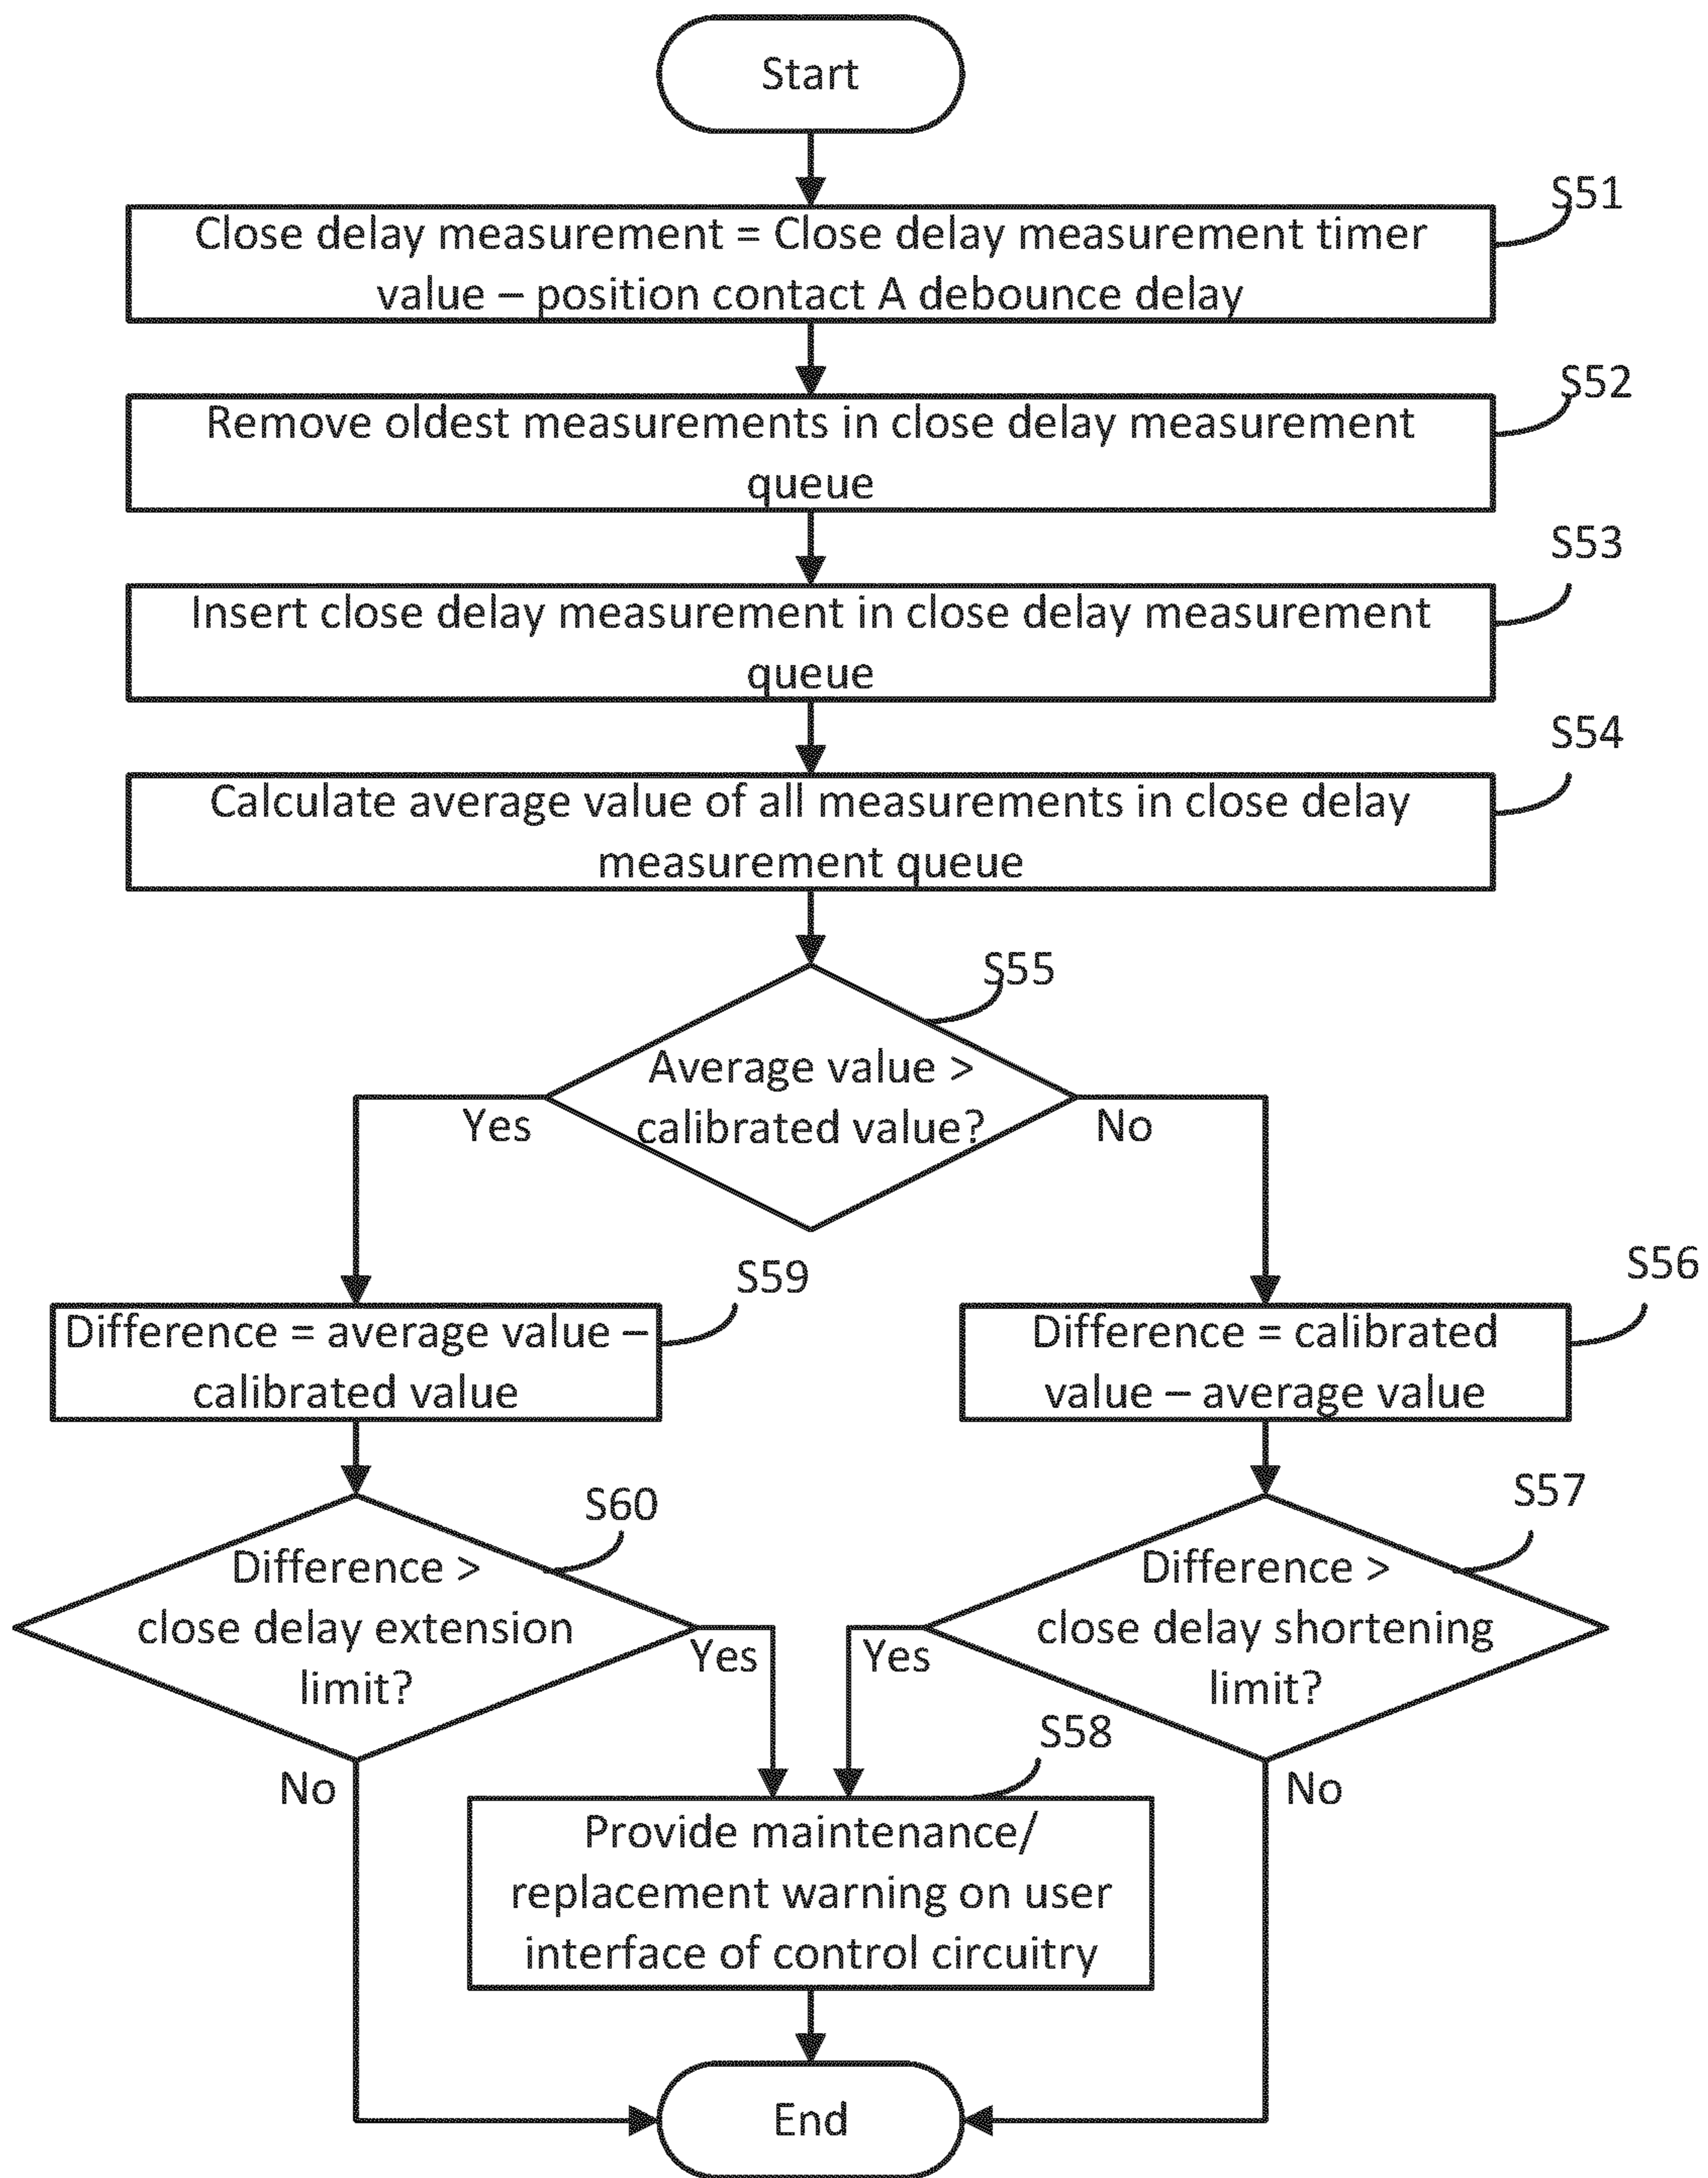 Start
S51
Close delay measurement = Close delay measurement timer
value – position contact A debounce delay
S52
Remove oldest measurements in close delay measurement
queue
S53
Insert close delay measurement in close delay measurement
queue
S54
Calculate average value of all measurements in close delay
measurement queue
S55
Average value >
calibrated value?
Yes
No
S59
Difference = average value –
calibrated value
S56
Difference = calibrated
value – average value
S60
Difference >
close delay extension
limit?
Yes
No
S57
Difference >
close delay shortening
limit?
Yes
No
S58
Provide maintenance/
replacement warning on user
interface of control circuitry
End